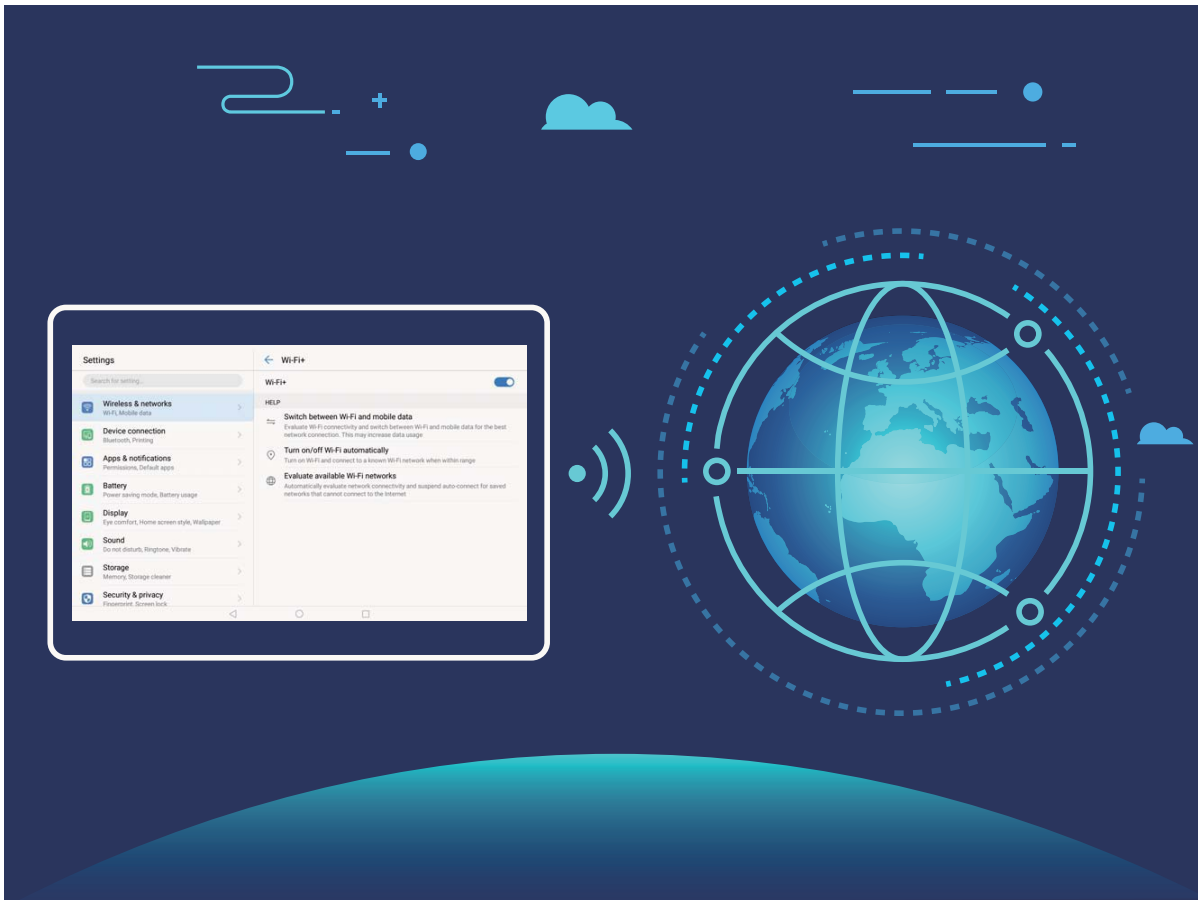 Settings
Search for setting...
Wireless & networks
Wi-Fi, Mobile data
Device connection
Bluetooth, Printing
Apps & notifications
Permissions, Default apps
Battery
Power saving mode, Battery usage
Display
Eye comfort, Home screen style, Wallpaper
Sound
Do not disturb, Ringtone, Vibrate
Storage
Memory, Storage cleaner
Security & privacy
Fingerprint, Screen lock
Wi-Fi+
Wi-Fi+
HELP
Switch between Wi-Fi and mobile data
Evaluate Wi-Fi connectivity and switch between Wi-Fi and mobile data for the best
network connection. This may increase data usage
Turn on/off Wi-Fi automatically
Turn on Wi-Fi and connect to a known Wi-Fi network when within range
Evaluate available Wi-Fi networks
Automatically evaluate network connectivity and suspend auto-connect for saved
networks that cannot connect to the Internet